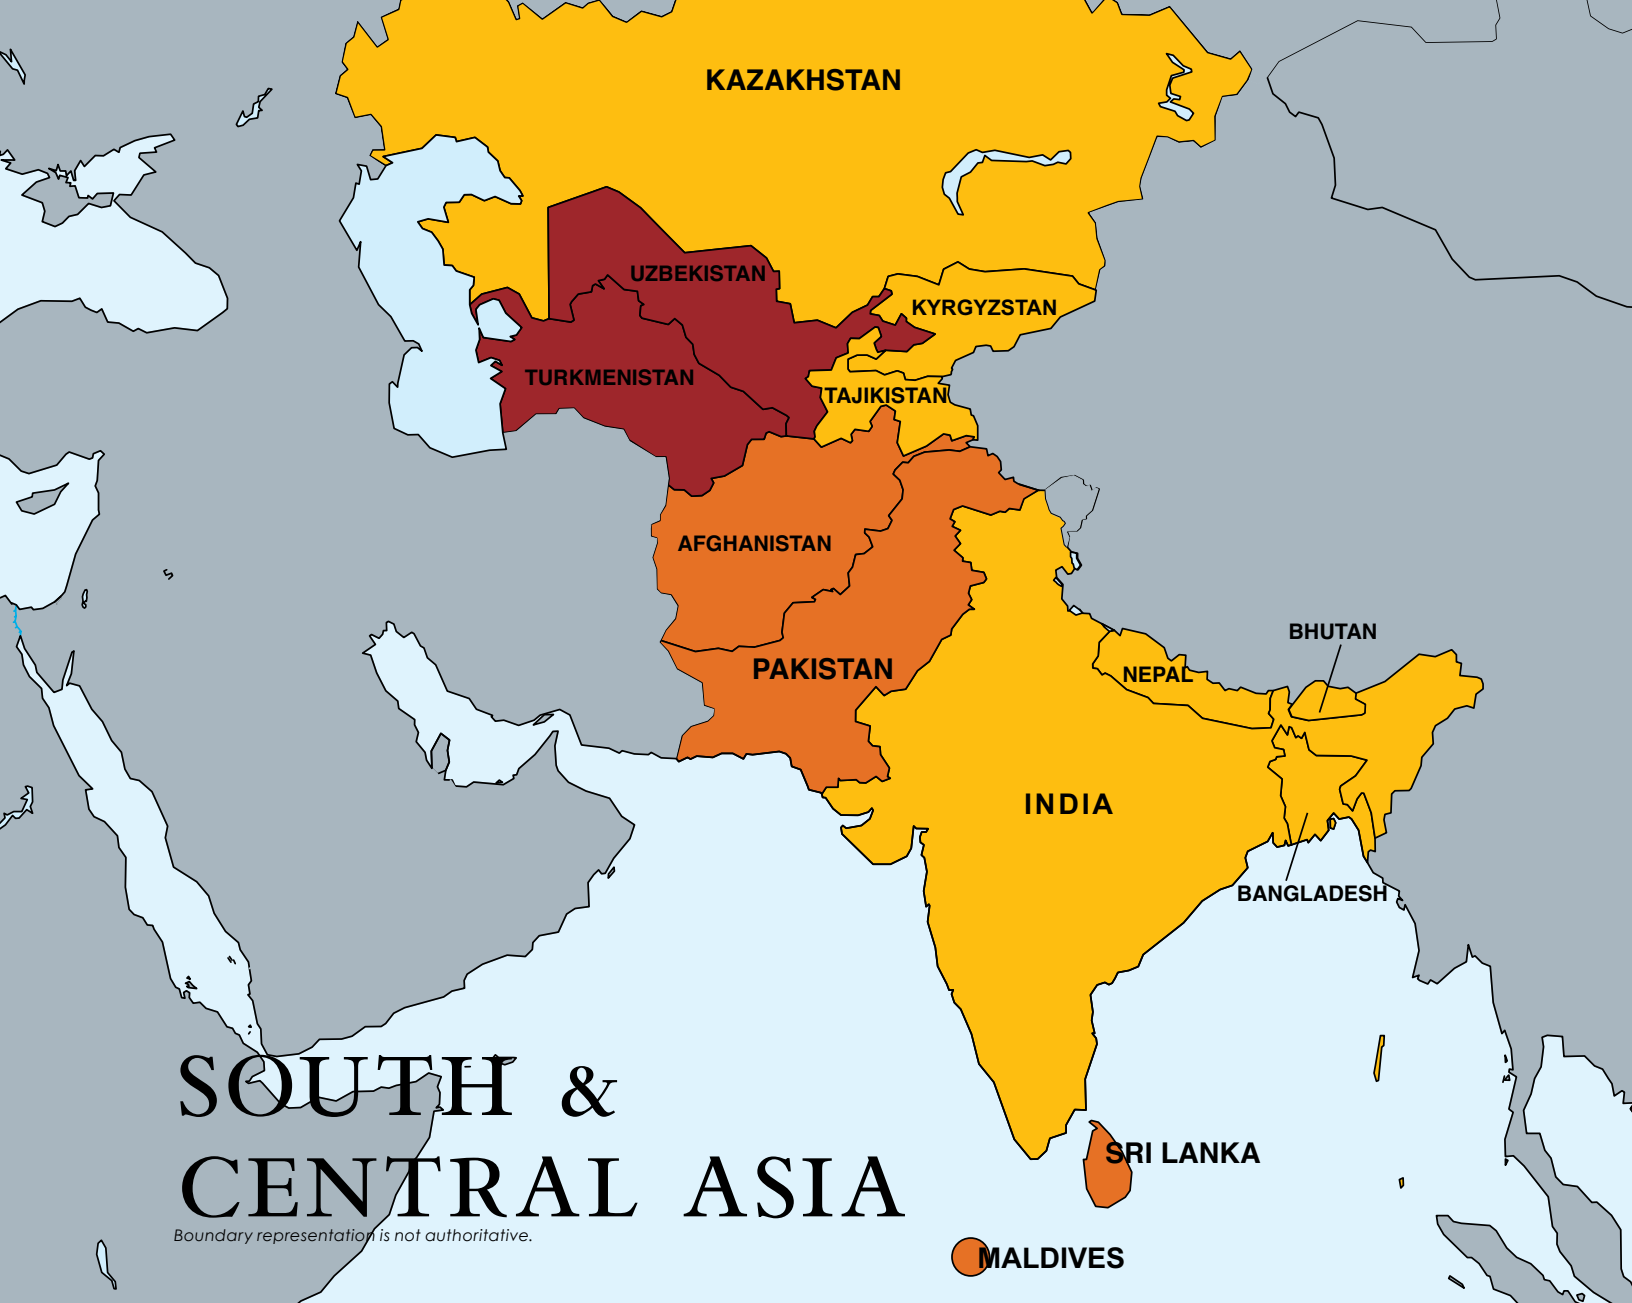 KAZAKHSTAN
UZBEKISTAN
KYRGYZSTAN
TURKMENISTAN
TAJIKISTAN
AFGHANISTAN
BHUTAN
PAKISTAN
NEPAL
INDIA
BANGLADESH
SOUTH &
CENTRAL ASIA
SRI LANKA
Boundary representation is not authoritative.
MALDIVES